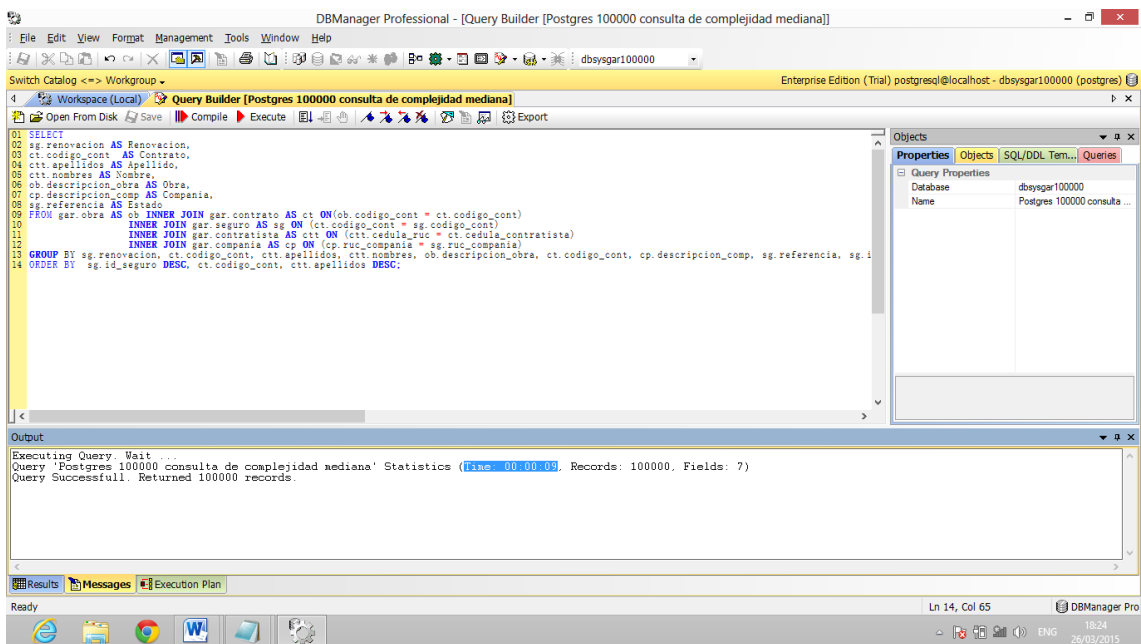 DBManager Professional - [Query Builder [Postgres 100000 consulta de complejidad mediana]]
File Edit View Format Management Tools Window Help
dbsysgar100000
Switch Catalog <=> Workgroup
Enterprise Edition (Trial) postgresql@localhost - dbsysgar100000 (postgres)
Workspace (Local) Query Builder [Postgres 100000 consulta de complejidad mediana]
Open From Disk Save Compile Execute Export
01 SELECT
02 sg.renovacion AS Renovacion,
03 ct.codigo_cont AS Contrato,
04 ctt.apellidos AS Apellido,
05 ctt.nombres AS Nombre,
06 ob.descripcion_obra AS Obra,
07 cp.descripcion_comp AS Compania,
08 sg.referencia AS Estado
09 FROM gar.obra AS ob INNER JOIN gar.contrato AS ct ON(ob.codigo_cont = ct.codigo_cont)
10 INNER JOIN gar.seguro AS sg ON (ct.codigo_cont = sg.codigo_cont)
11 INNER JOIN gar.contratista AS ctt ON (ctt.cedula_ruc = ct.cedula_contratista)
12 INNER JOIN gar.compania AS cp ON (cp.ruc_compania = sg.ruc_compania)
13 GROUP BY sg.renovacion, ct.codigo_cont, ctt.apellidos, ctt.nombres, ob.descripcion_obra, ct.codigo_cont, cp.descripcion_comp, sg.referencia, sg.i
14 ORDER BY sg.id_seguro DESC, ct.codigo_cont, ctt.apellidos DESC;
Objects
Properties Objects SQL/DDL Tem... Queries
Query Properties
Database dbsysgar100000
Name Postgres 100000 consulta ...
Output
Executing Query. Wait ...
Query 'Postgres 100000 consulta de complejidad mediana' Statistics (Time: 00:00:09, Records: 100000, Fields: 7)
Query Successfull. Returned 100000 records.
Results Messages Execution Plan
Ready
Ln 14, Col 65
DBManager Pro
ENG
18:24
26/03/2015